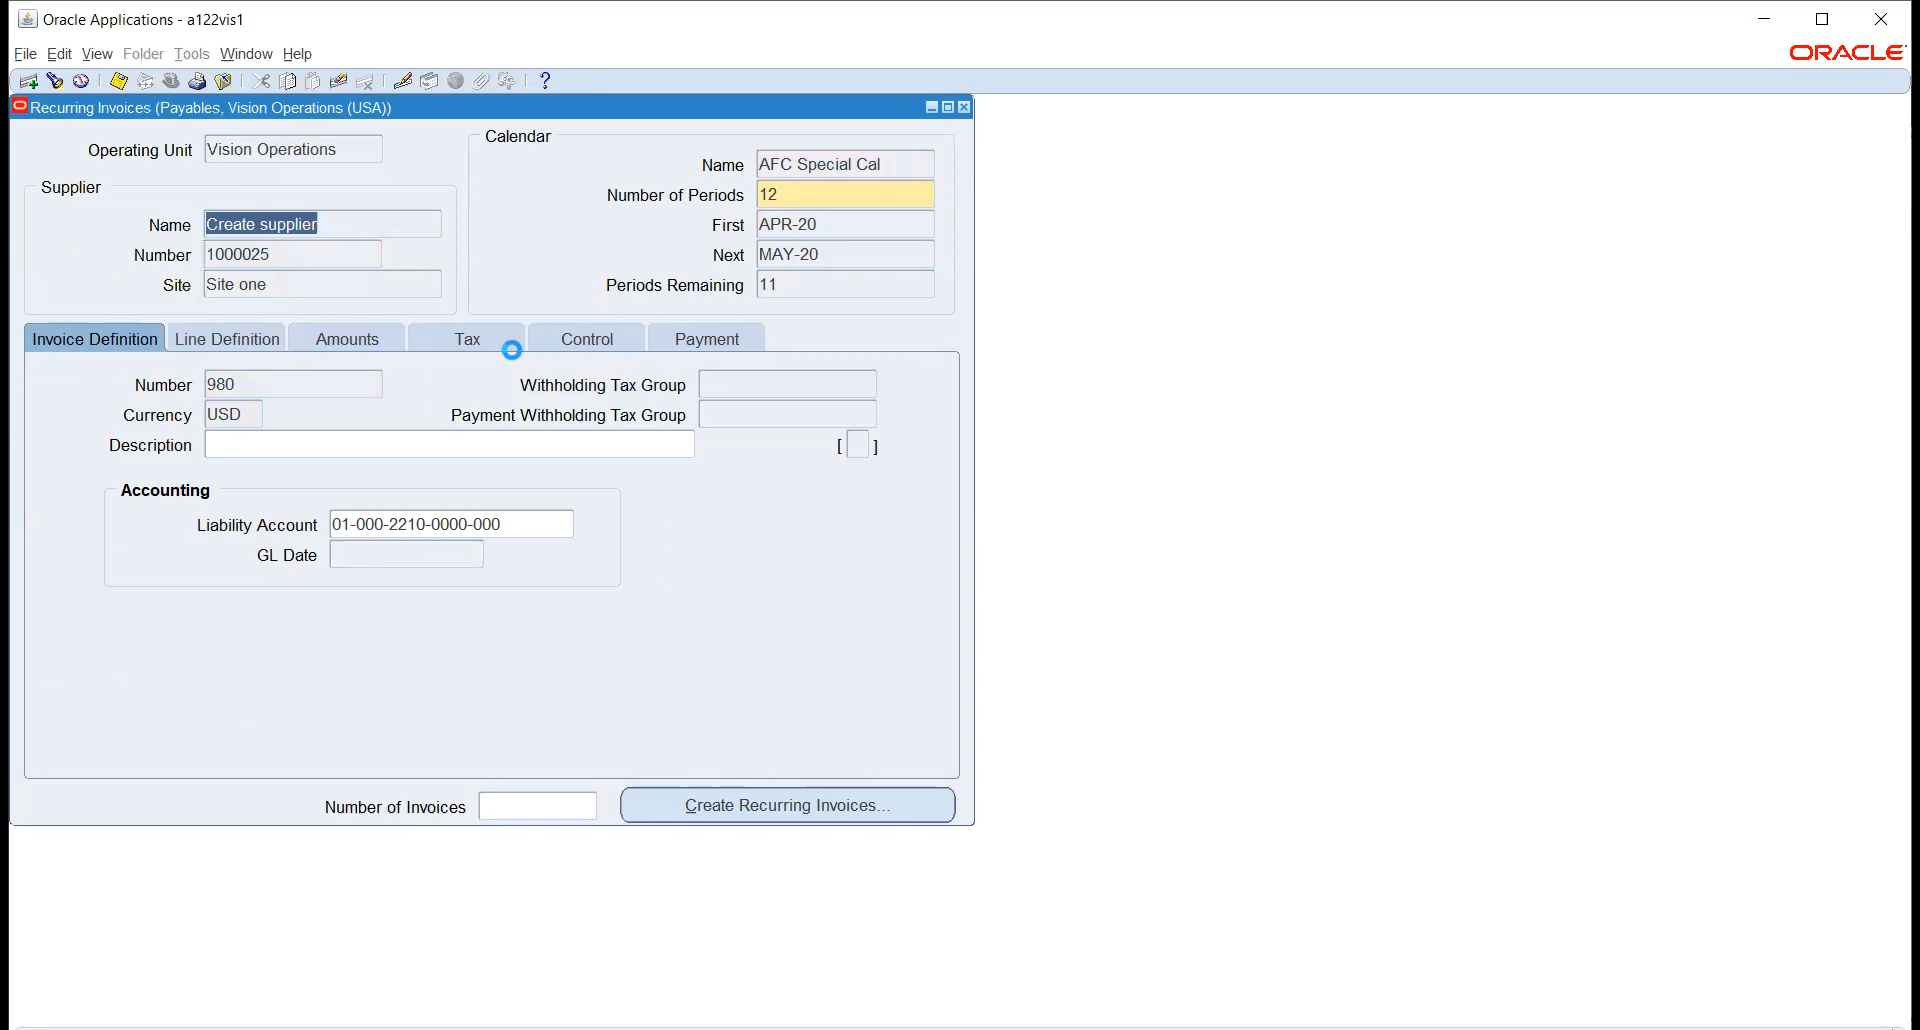 Oracle Applications - a122vis1
File Edit View Folder Tools Window Help
ORACLE
?
Recurring Invoices (Payables, Vision Operations (USA))
Operating Unit Vision Operations
Supplier
Name Create supplier
Number 1000025
Site Site one
Calendar
Name AFC Special Cal
Number of Periods 12
First APR-20
Next MAY-20
Periods Remaining 11
Invoice Definition Line Definition Amounts Tax Control Payment
Number 980 Withholding Tax Group
Currency USD Payment Withholding Tax Group
Description [ ]
Accounting
Liability Account 01-000-2210-0000-000
GL Date
Number of Invoices Create Recurring Invoices...